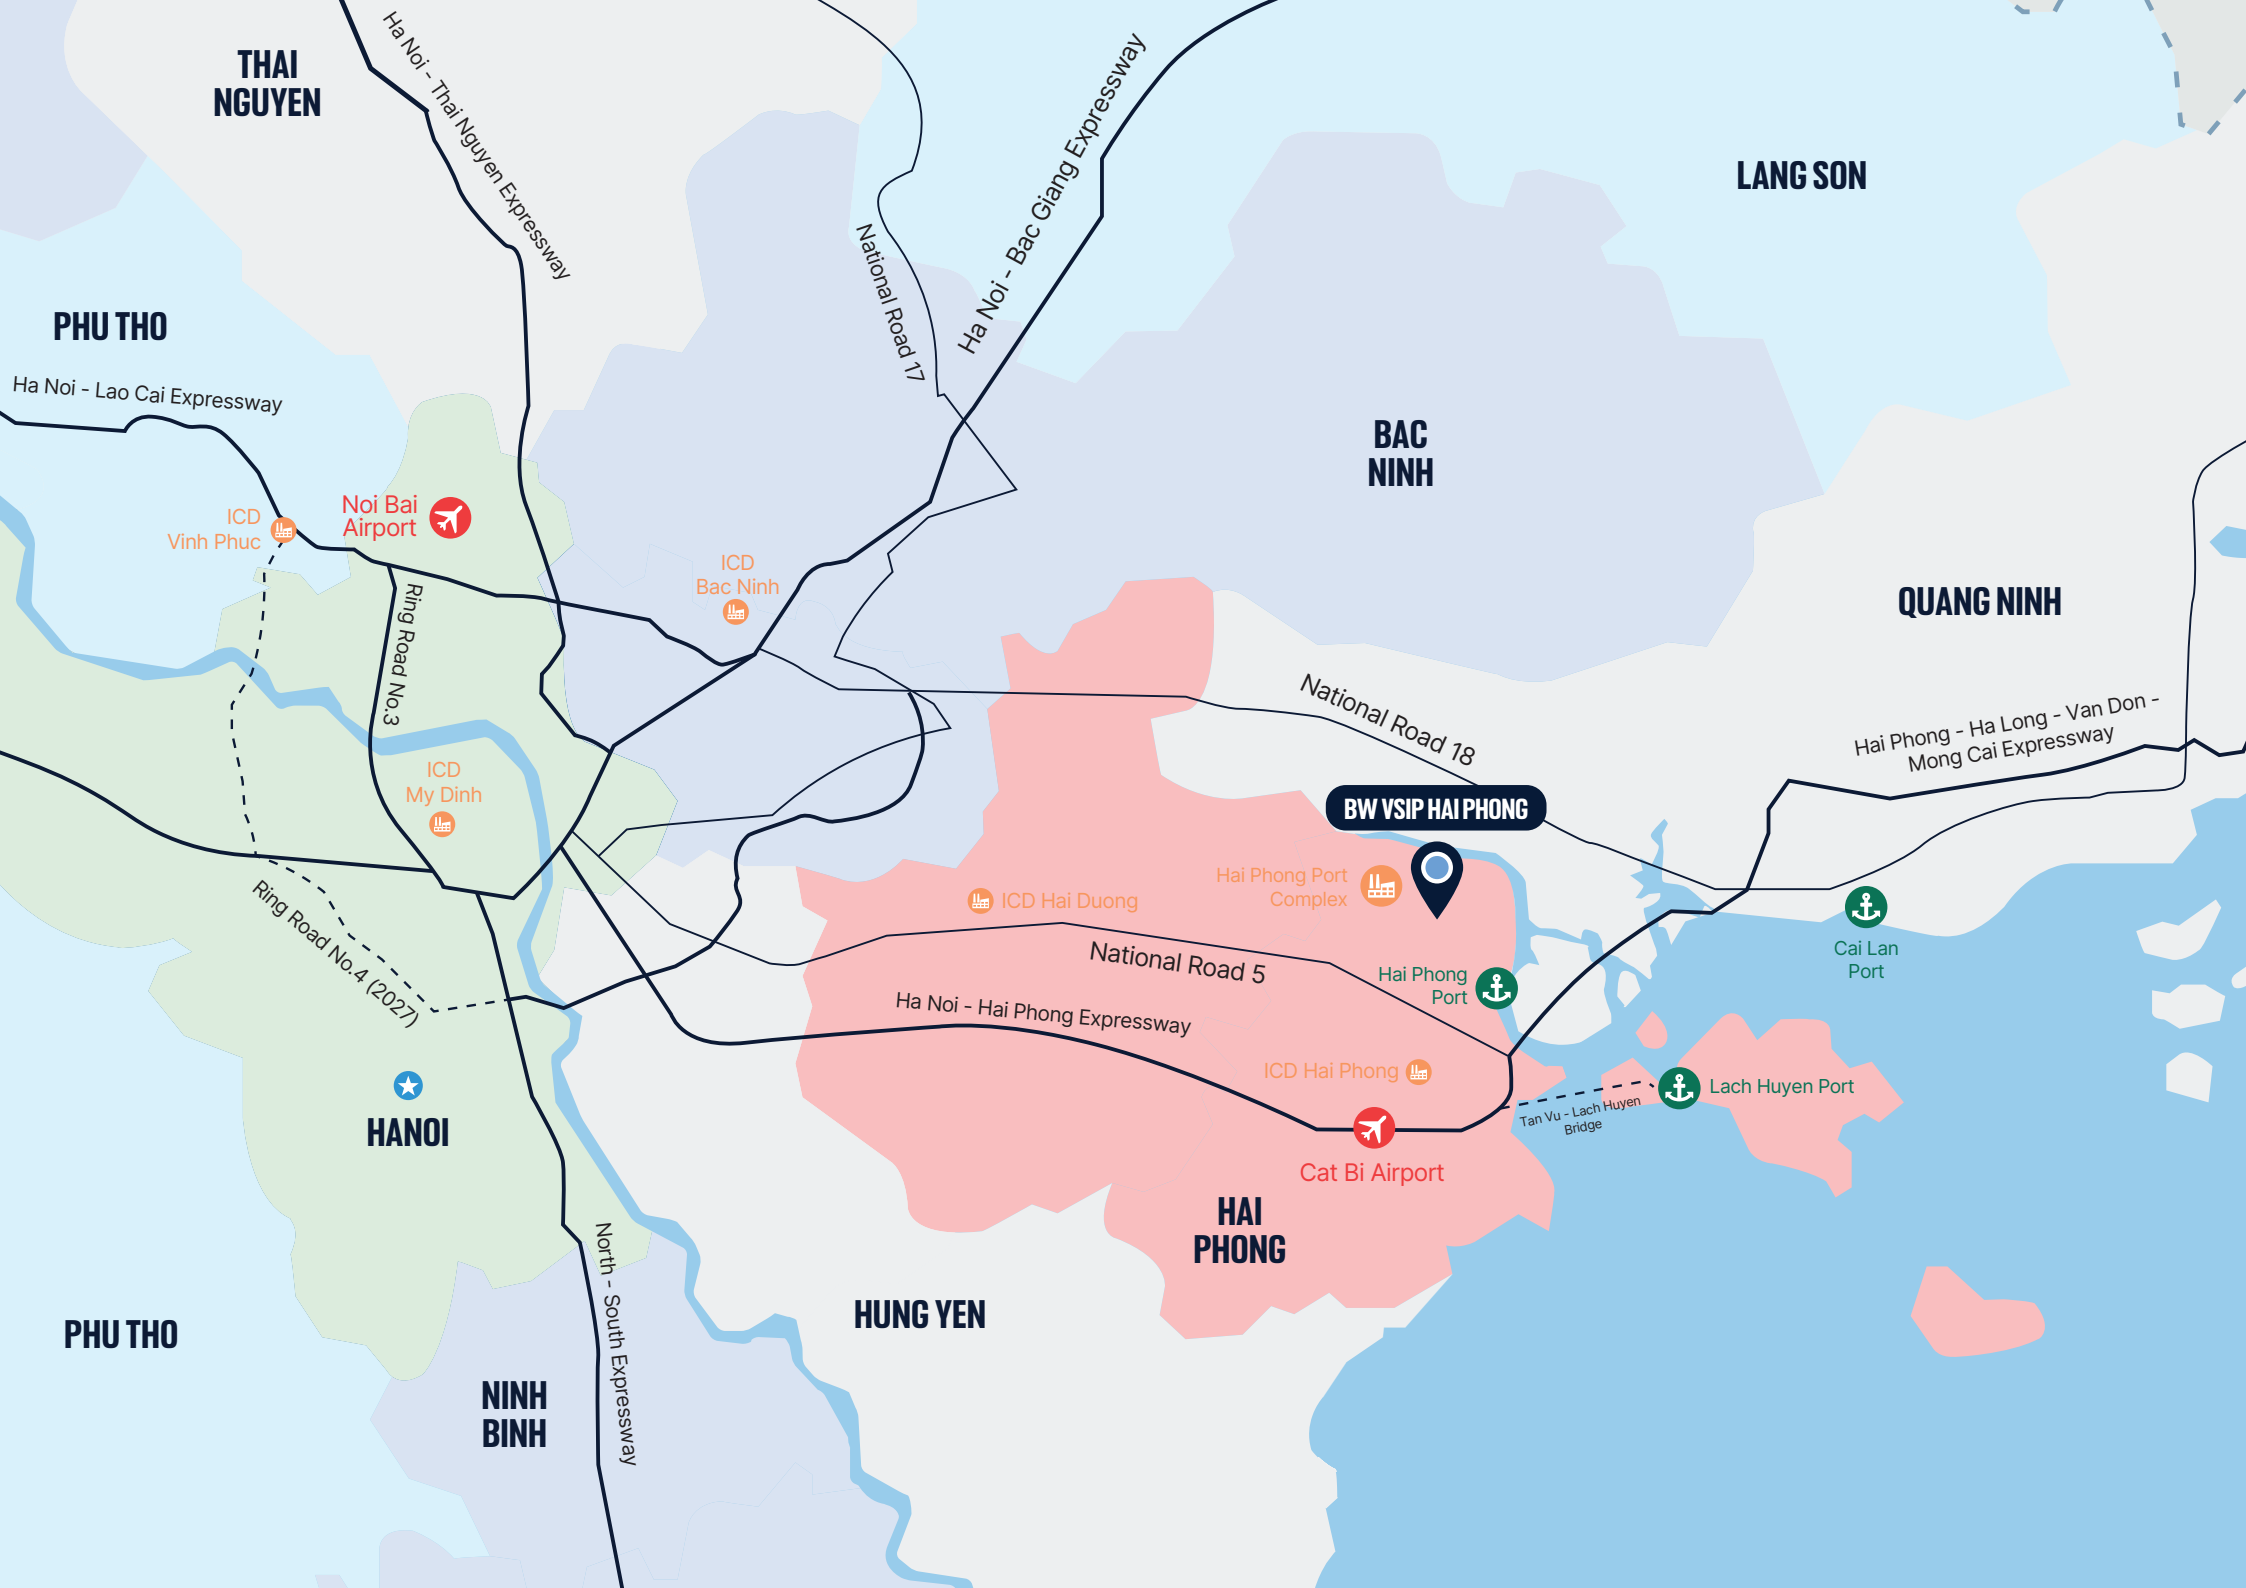 THAI
NGUYEN
Ha Noi - Thai Nguyen Expressway
Ha Noi - Bac Giang Expressway
National Road 17
LANG SON
PHU THO
Ha Noi - Lao Cai Expressway
BAC
NINH
Noi Bai
Airport
ICD
Vinh Phuc
ICD
Bac Ninh
Ring Road No.3
QUANG NINH
National Road 18
Hai Phong - Ha Long - Van Don -
Mong Cai Expressway
ICD
My Dinh
BW VSIP HAI PHONG
Hai Phong Port
Complex
ICD Hai Duong
Ring Road No.4 (2027)
National Road 5
Cai Lan
Port
Hai Phong
Port
Ha Noi - Hai Phong Expressway
ICD Hai Phong
Lach Huyen Port
Tan Vu - Lach Huyen
Bridge
HANOI
Cat Bi Airport
HAI
PHONG
North - South Expressway
HUNG YEN
PHU THO
NINH
BINH